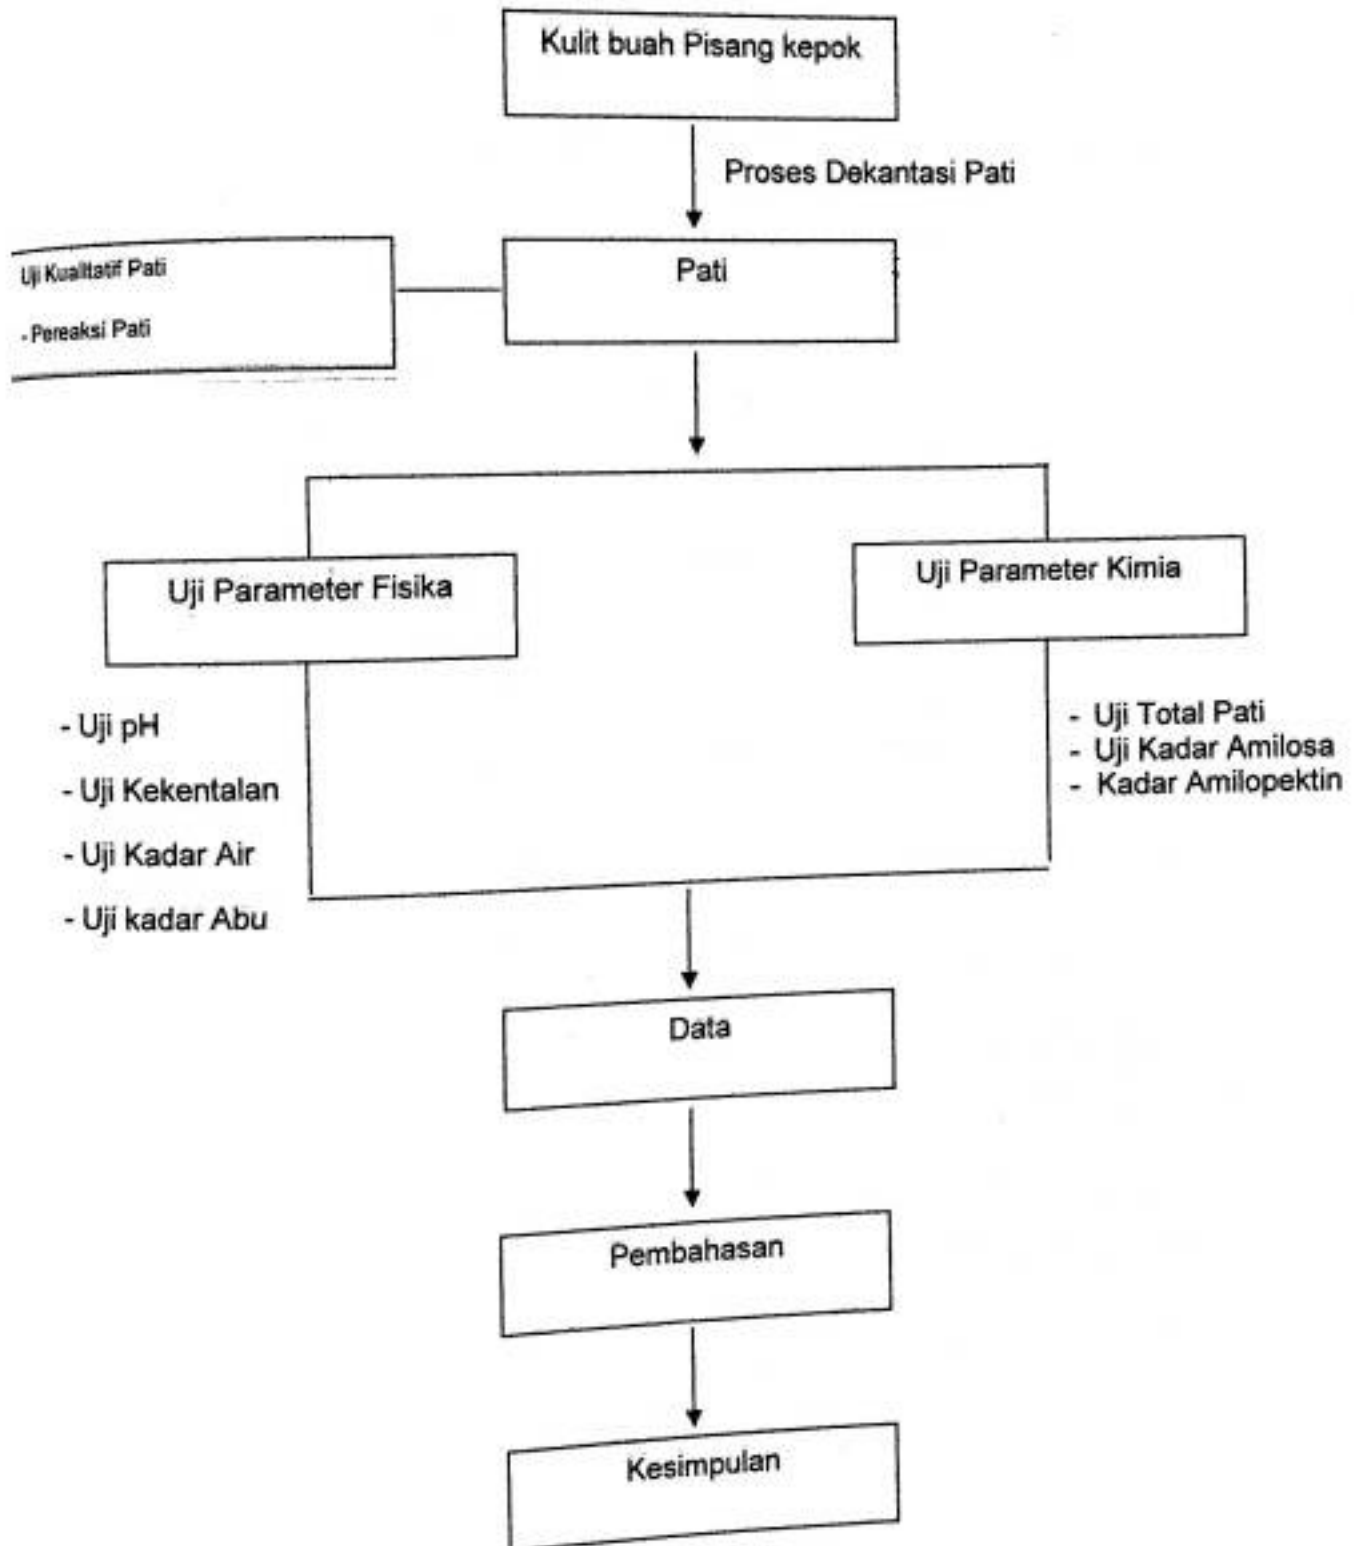 Kulit buah Pisang kepok
Proses Dekantasi Pati
Uji Kualitatif Pati
- Pereaksi Pati
Pati
Uji Parameter Fisika
Uji Parameter Kimia
- Uji pH
- Uji Kekentalan
- Uji Kadar Air
- Uji kadar Abu
- Uji Total Pati
- Uji Kadar Amilosa
- Kadar Amilopektin
Data
Pembahasan
Kesimpulan